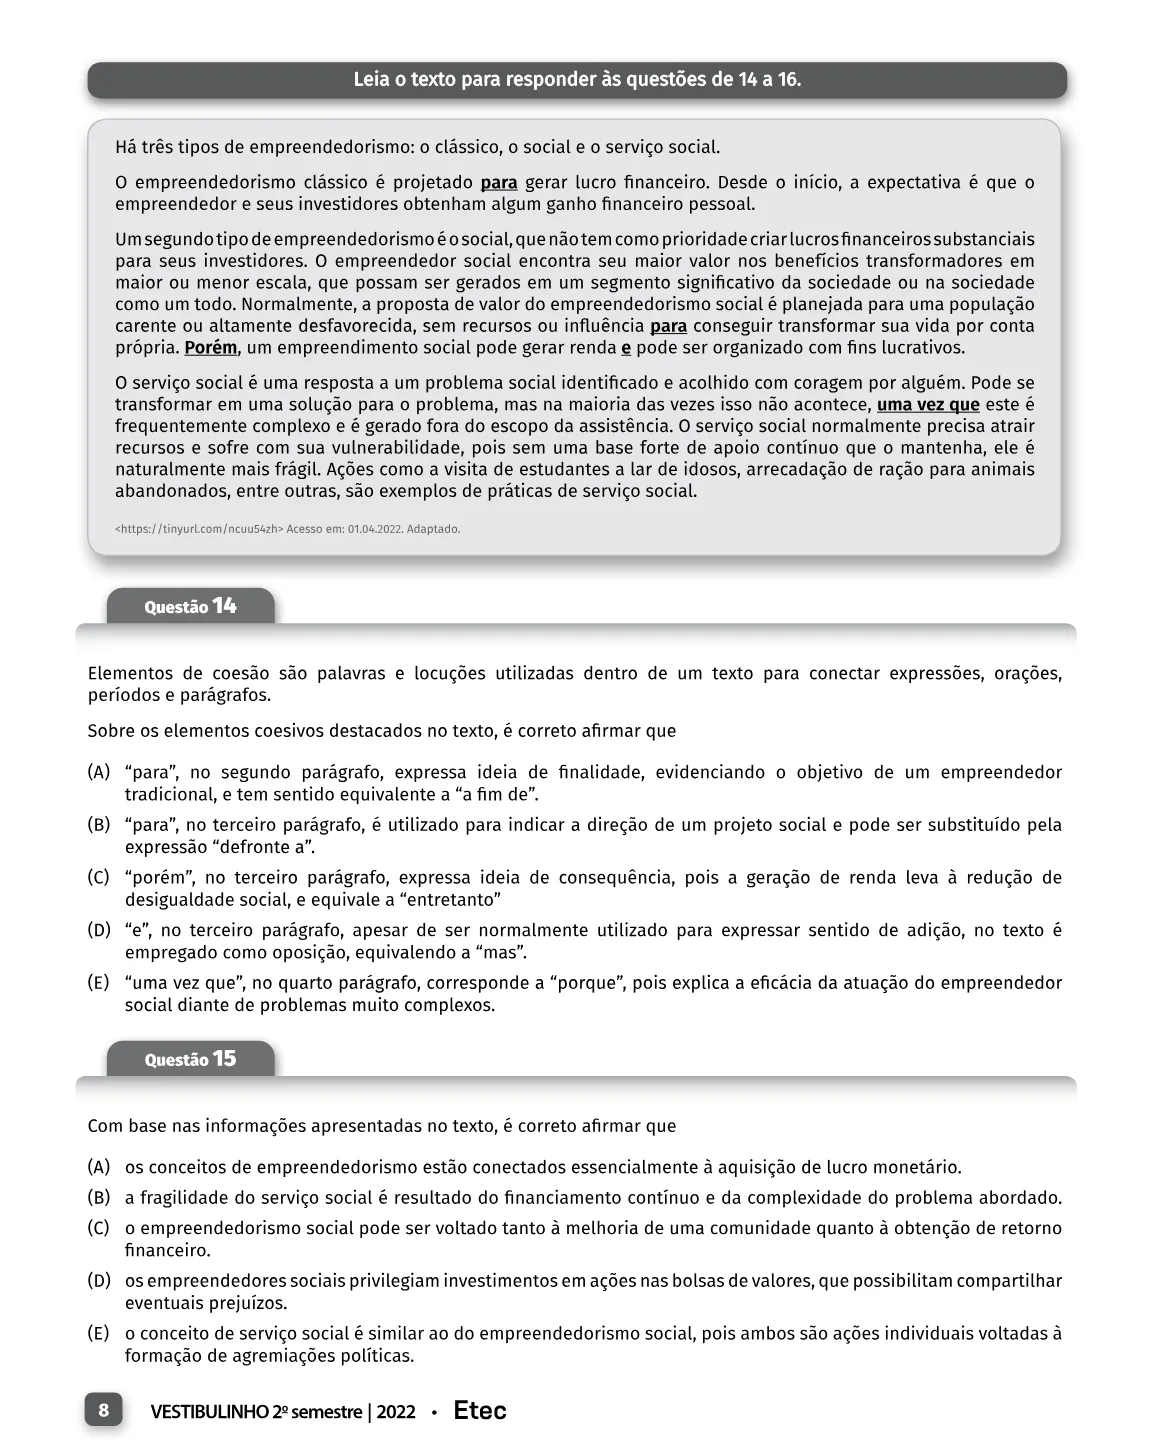 Leia o texto para responder às questões de 14 a 16.
Há três tipos de empreendedorismo: o clássico, o social e o serviço social.
O empreendedorismo clássico é projetado para gerar lucro financeiro. Desde o início, a expectativa é que o
empreendedor e seus investidores obtenham algum ganho financeiro pessoal.
Um segundo tipo de empreendedorismo é o social, que não tem como prioridade criar lucros financeiros substanciais
para seus investidores. O empreendedor social encontra seu maior valor nos benefícios transformadores em
maior ou menor escala, que possam ser gerados em um segmento significativo da sociedade ou na sociedade
como um todo. Normalmente, a proposta de valor do empreendedorismo social é planejada para uma população
carente ou altamente desfavorecida, sem recursos ou influência para conseguir transformar sua vida por conta
própria. Porém, um empreendimento social pode gerar renda e pode ser organizado com fins lucrativos.
O serviço social é uma resposta a um problema social identificado e acolhido com coragem por alguém. Pode se
transformar em uma solução para o problema, mas na maioria das vezes isso não acontece, uma vez que este é
frequentemente complexo e é gerado fora do escopo da assistência. O serviço social normalmente precisa atrair
recursos e sofre com sua vulnerabilidade, pois sem uma base forte de apoio contínuo que o mantenha, ele é
naturalmente mais frágil. Ações como a visita de estudantes a lar de idosos, arrecadação de ração para animais
abandonados, entre outras, são exemplos de práticas de serviço social.
<https://tinyurl.com/ncuu54zh> Acesso em: 01.04.2022. Adaptado.
Questão 14
Elementos de coesão são palavras e locuções utilizadas dentro de um texto para conectar expressões, orações,
períodos e parágrafos.
Sobre os elementos coesivos destacados no texto, é correto afirmar que
(A) “para”, no segundo parágrafo, expressa ideia de finalidade, evidenciando o objetivo de um empreendedor
tradicional, e tem sentido equivalente a “a fim de”.
(B) “para”, no terceiro parágrafo, é utilizado para indicar a direção de um projeto social e pode ser substituído pela
expressão “defronte a”.
(C) “porém”, no terceiro parágrafo, expressa ideia de consequência, pois a geração de renda leva à redução de
desigualdade social, e equivale a “entretanto”
(D) “e”, no terceiro parágrafo, apesar de ser normalmente utilizado para expressar sentido de adição, no texto é
empregado como oposição, equivalendo a “mas”.
(E) “uma vez que”, no quarto parágrafo, corresponde a “porque”, pois explica a eficácia da atuação do empreendedor
social diante de problemas muito complexos.
Questão 15
Com base nas informações apresentadas no texto, é correto afirmar que
(A) os conceitos de empreendedorismo estão conectados essencialmente à aquisição de lucro monetário.
(B) a fragilidade do serviço social é resultado do financiamento contínuo e da complexidade do problema abordado.
(C) o empreendedorismo social pode ser voltado tanto à melhoria de uma comunidade quanto à obtenção de retorno
financeiro.
(D) os empreendedores sociais privilegiam investimentos em ações nas bolsas de valores, que possibilitam compartilhar
eventuais prejuízos.
(E) o conceito de serviço social é similar ao do empreendedorismo social, pois ambos são ações individuais voltadas à
formação de agremiações políticas.
8 VESTIBULINHO 2º semestre | 2022 • Etec